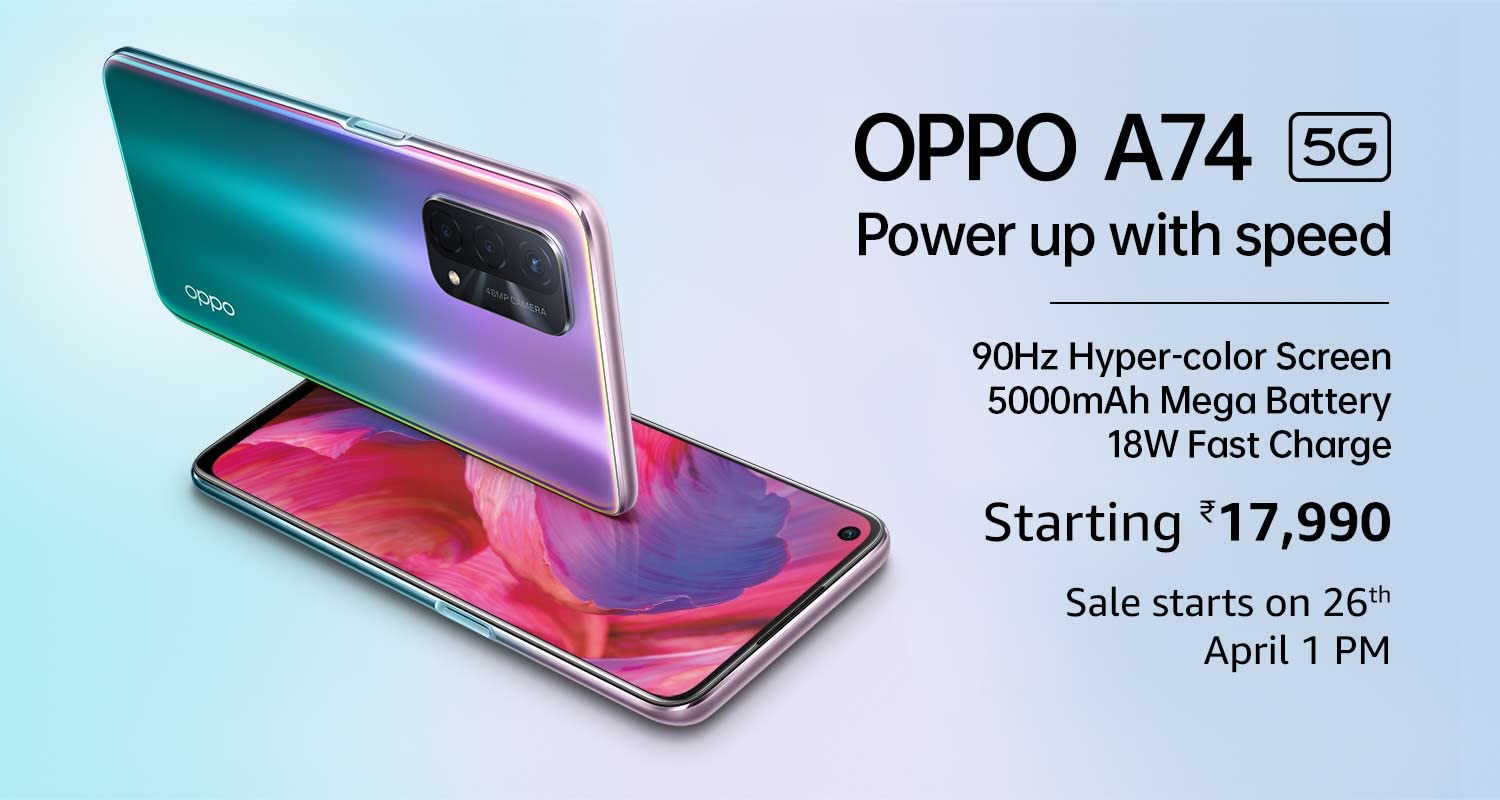 oppo
48MP CAMERA
OPPO A74 5G
Power up with speed
90Hz Hyper-color Screen
5000mAh Mega Battery
18W Fast Charge
Starting ₹17,990
Sale starts on 26th
April 1 PM